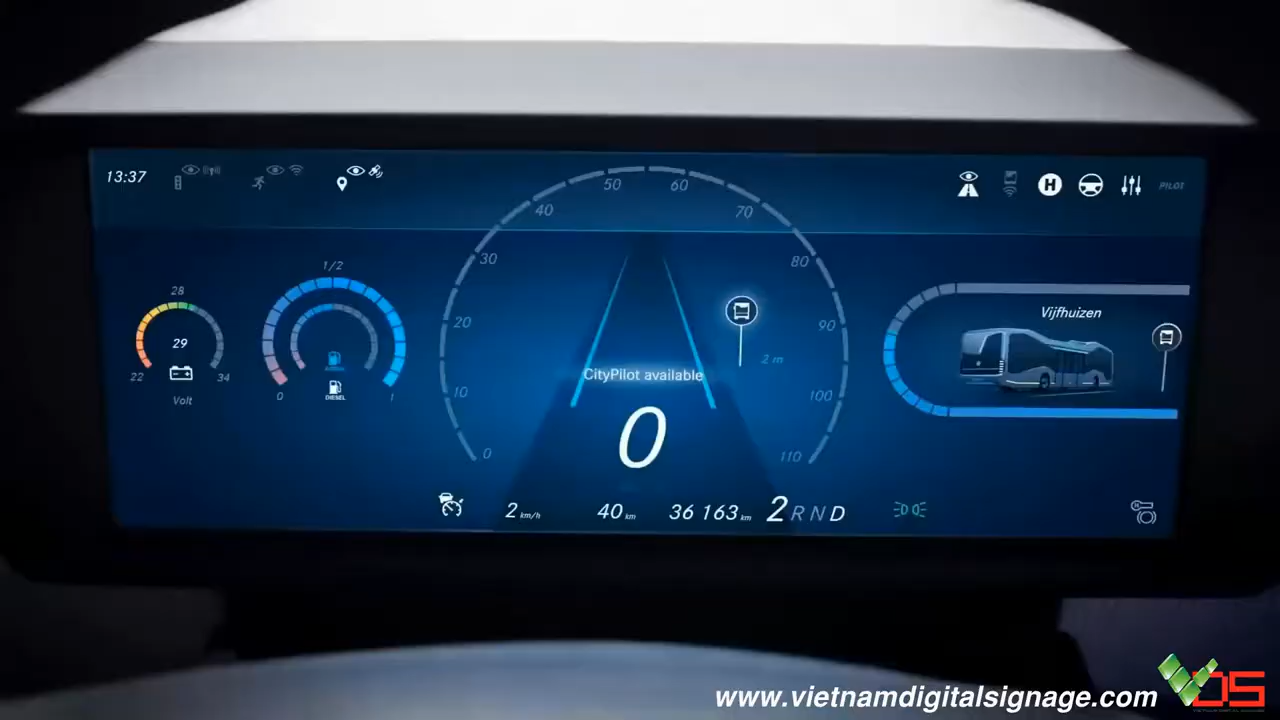 13:37
H
PILOT
50
60
40
70
30
80
20
90
10
100
0
110
28
29
22
34
Volt
1/2
0
1
DIESEL
CityPilot available
0
2 m
Vijfhuizen
2 km/h
40 km
36 163 km
2 R N D
www.vietnamdigitalsignage.com
VDS